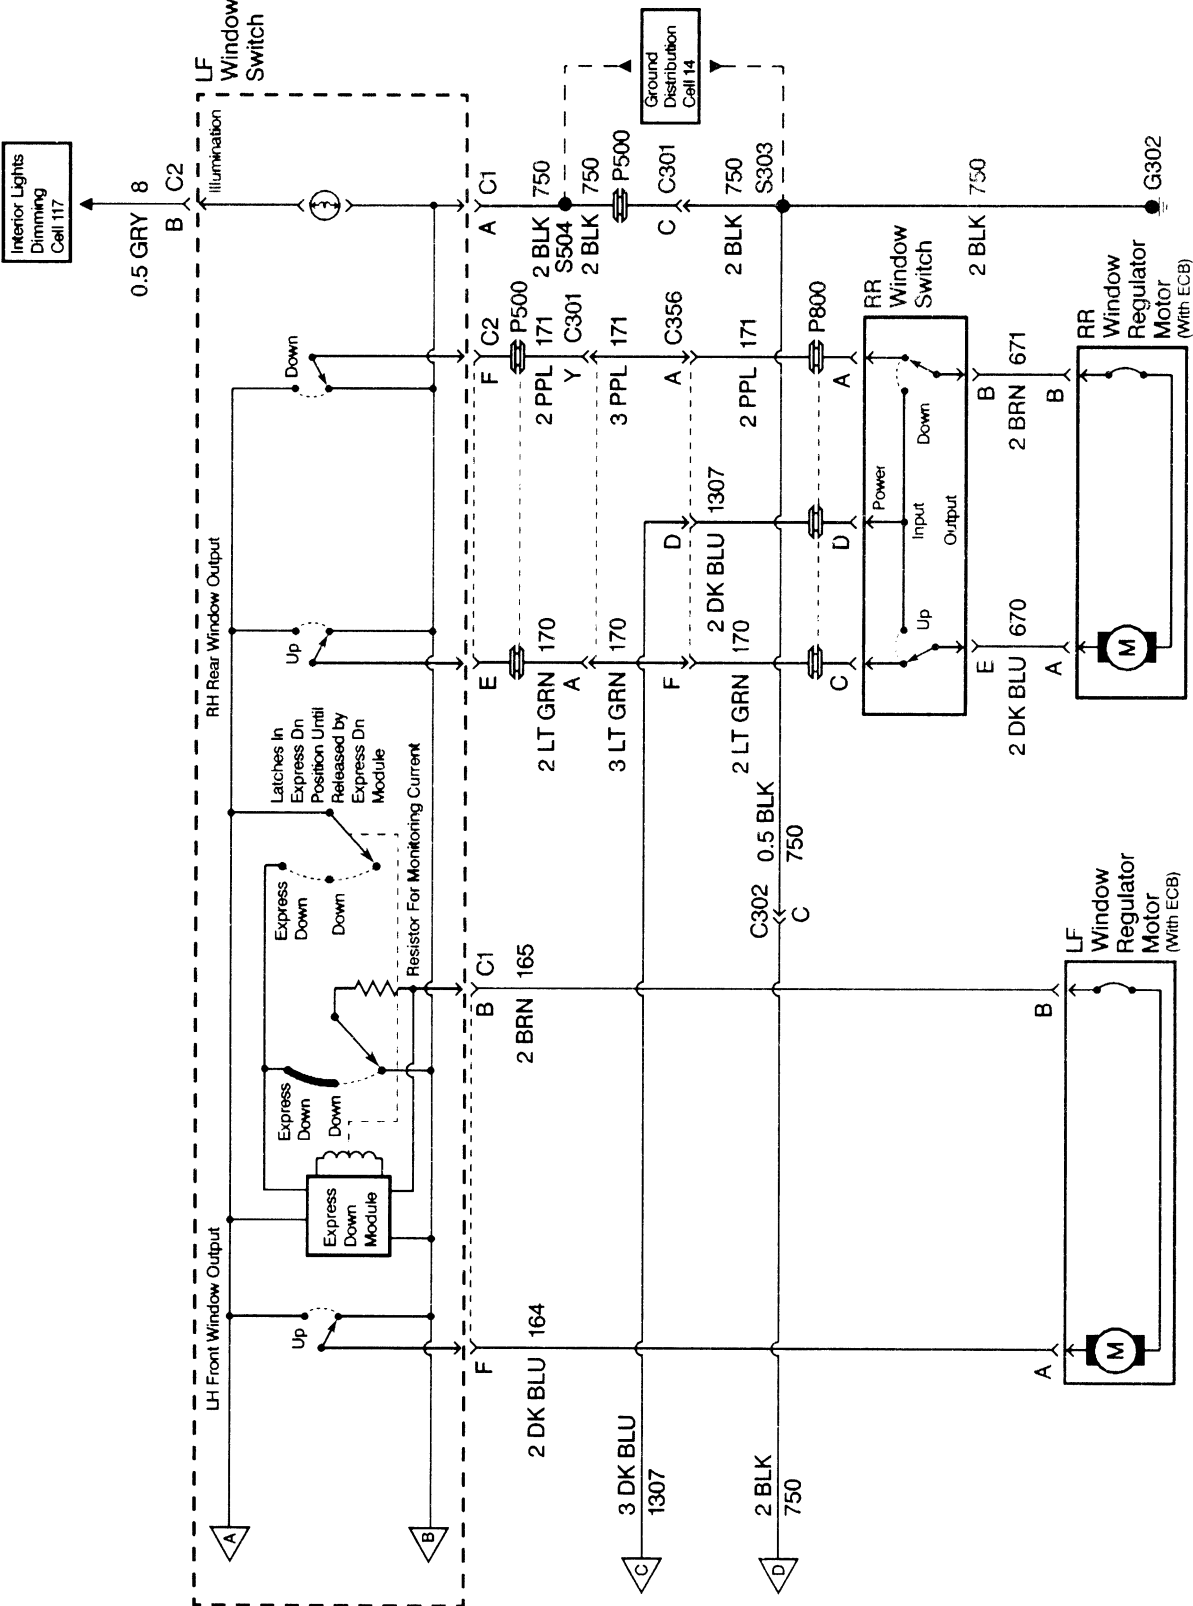 Interior Lights
Dimming
Cell 117
0.5 GRY 8
B C2
LF
Window
Switch
Illumination
A C1
2 BLK 750
S504
2 BLK 750
P500
C C301
2 BLK 750
S303
Ground
Distribution
Cell 14
2 BLK 750
G302
Down
F C2
P500
2 PPL 171
Y C301
3 PPL 171
A C356
2 PPL 171
P800
A
RR
Window
Switch
Down
Power
Input
Output
Up
B
2 BRN 671
B
RR
Window
Regulator
Motor
(With ECB)
M
D
2 DK BLU 1307
D
RH Rear Window Output
Up
E
2 LT GRN 170
A
3 LT GRN 170
F
2 LT GRN 170
C
E
2 DK BLU 670
A
Latches In
Express Dn
Position Until
Released by
Express Dn
Module
Express
Down
Down
Resistor For Monitoring Current
0.5 BLK
750
C302
C
B C1
2 BRN 165
B
LF
Window
Regulator
Motor
(With ECB)
M
Express
Down
Down
Express
Down
Module
LH Front Window Output
Up
F
2 DK BLU 164
A
3 DK BLU
1307
2 BLK
750
A
B
C
D